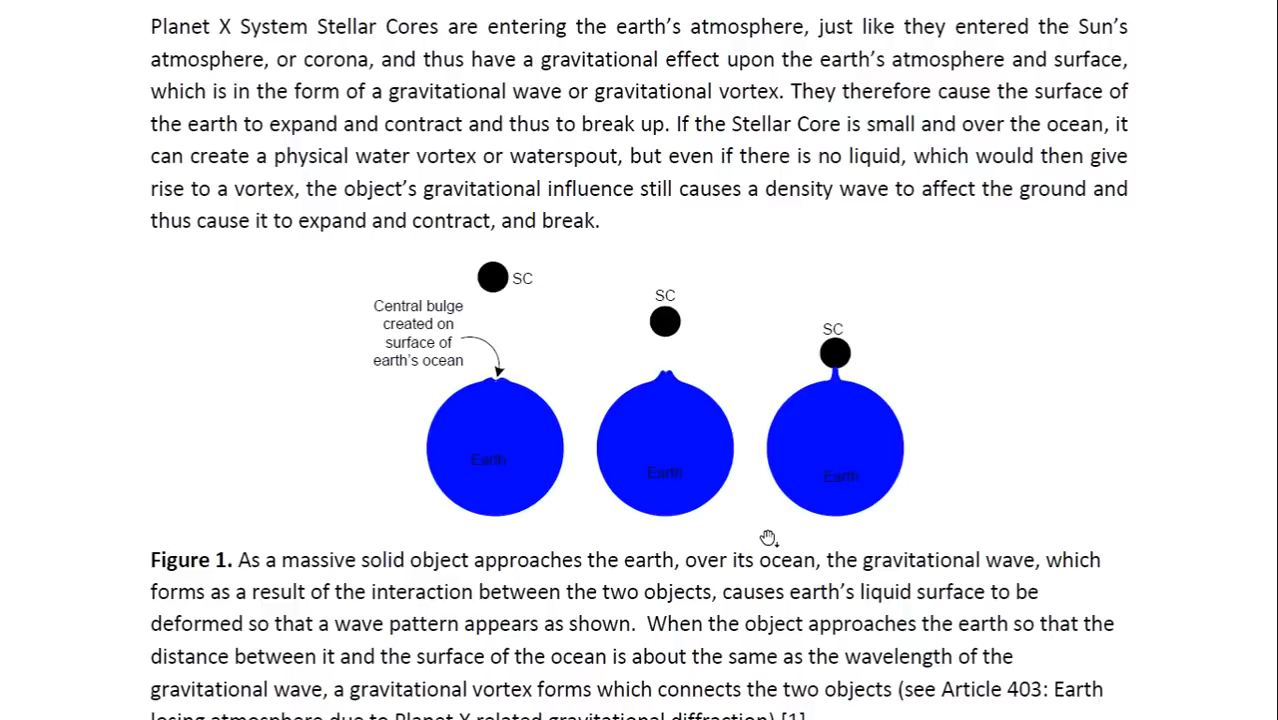 Planet X System Stellar Cores are entering the earth's atmosphere, just like they entered the Sun's
atmosphere, or corona, and thus have a gravitational effect upon the earth's atmosphere and surface,
which is in the form of a gravitational wave or gravitational vortex. They therefore cause the surface of
the earth to expand and contract and thus to break up. If the Stellar Core is small and over the ocean, it
can create a physical water vortex or waterspout, but even if there is no liquid, which would then give
rise to a vortex, the object's gravitational influence still causes a density wave to affect the ground and
thus cause it to expand and contract, and break.
SC
Central bulge
created on
surface of
earth's ocean
SC
SC
Earth
Earth
Earth
Figure 1. As a massive solid object approaches the earth, over its ocean, the gravitational wave, which
forms as a result of the interaction between the two objects, causes earth's liquid surface to be
deformed so that a wave pattern appears as shown.  When the object approaches the earth so that the
distance between it and the surface of the ocean is about the same as the wavelength of the
gravitational wave, a gravitational vortex forms which connects the two objects (see Article 403: Earth
losing atmosphere due to Planet X related gravitational diffraction) [1]